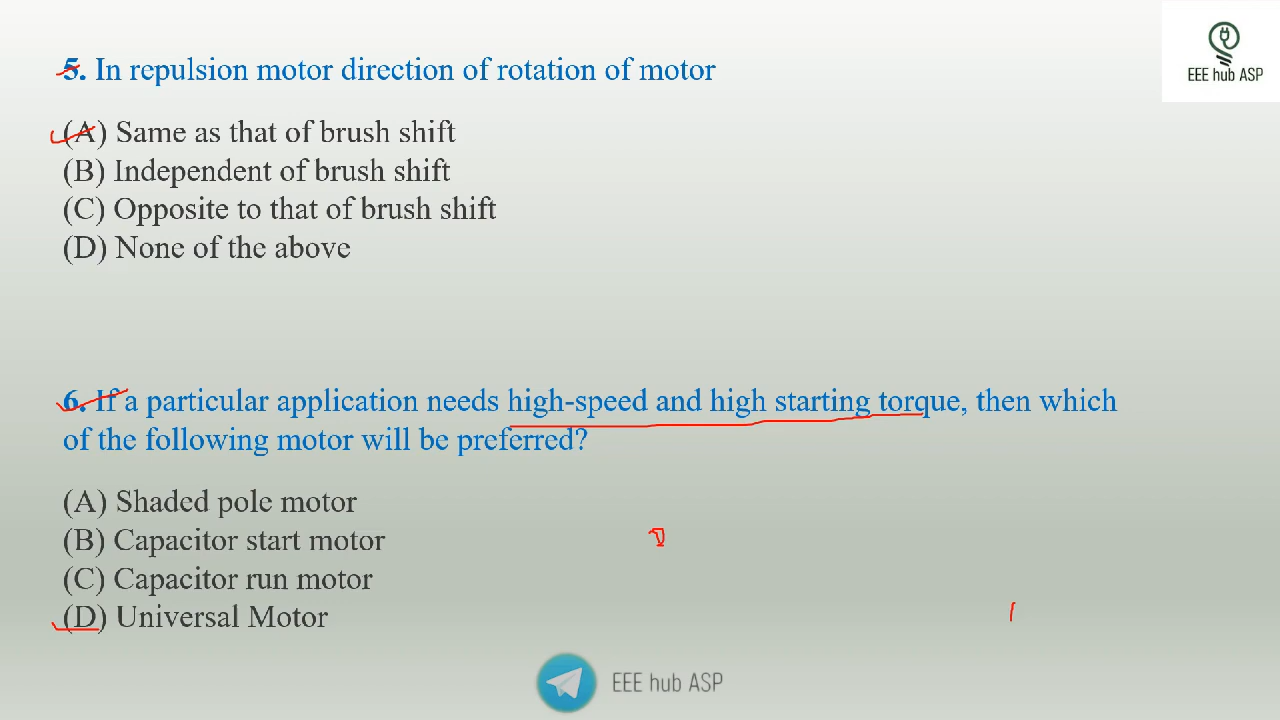 EEE hub ASP
5. In repulsion motor direction of rotation of motor
(A) Same as that of brush shift
(B) Independent of brush shift
(C) Opposite to that of brush shift
(D) None of the above
6. If a particular application needs high-speed and high starting torque, then which
of the following motor will be preferred?
(A) Shaded pole motor
(B) Capacitor start motor
(C) Capacitor run motor
(D) Universal Motor
EEE hub ASP